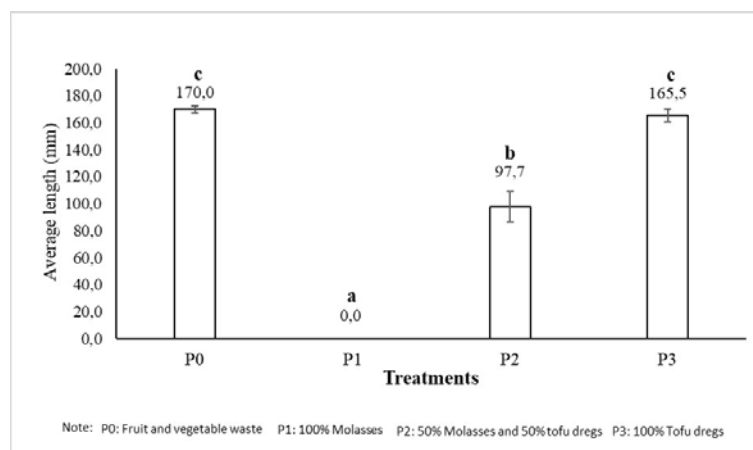 c
c
200,0
170,0
165,5
180,0
160,0
b
140,0
97,7
120,0
100,0
80,0
60,0
a
40,0
0,0
20,0
0,0
Average length (mm)
P0 P1 P2 P3
Treatments
Note: P0: Fruit and vegetable waste P1: 100% Molasses P2: 50% Molasses and 50% tofu dregs P3: 100% Tofu dregs